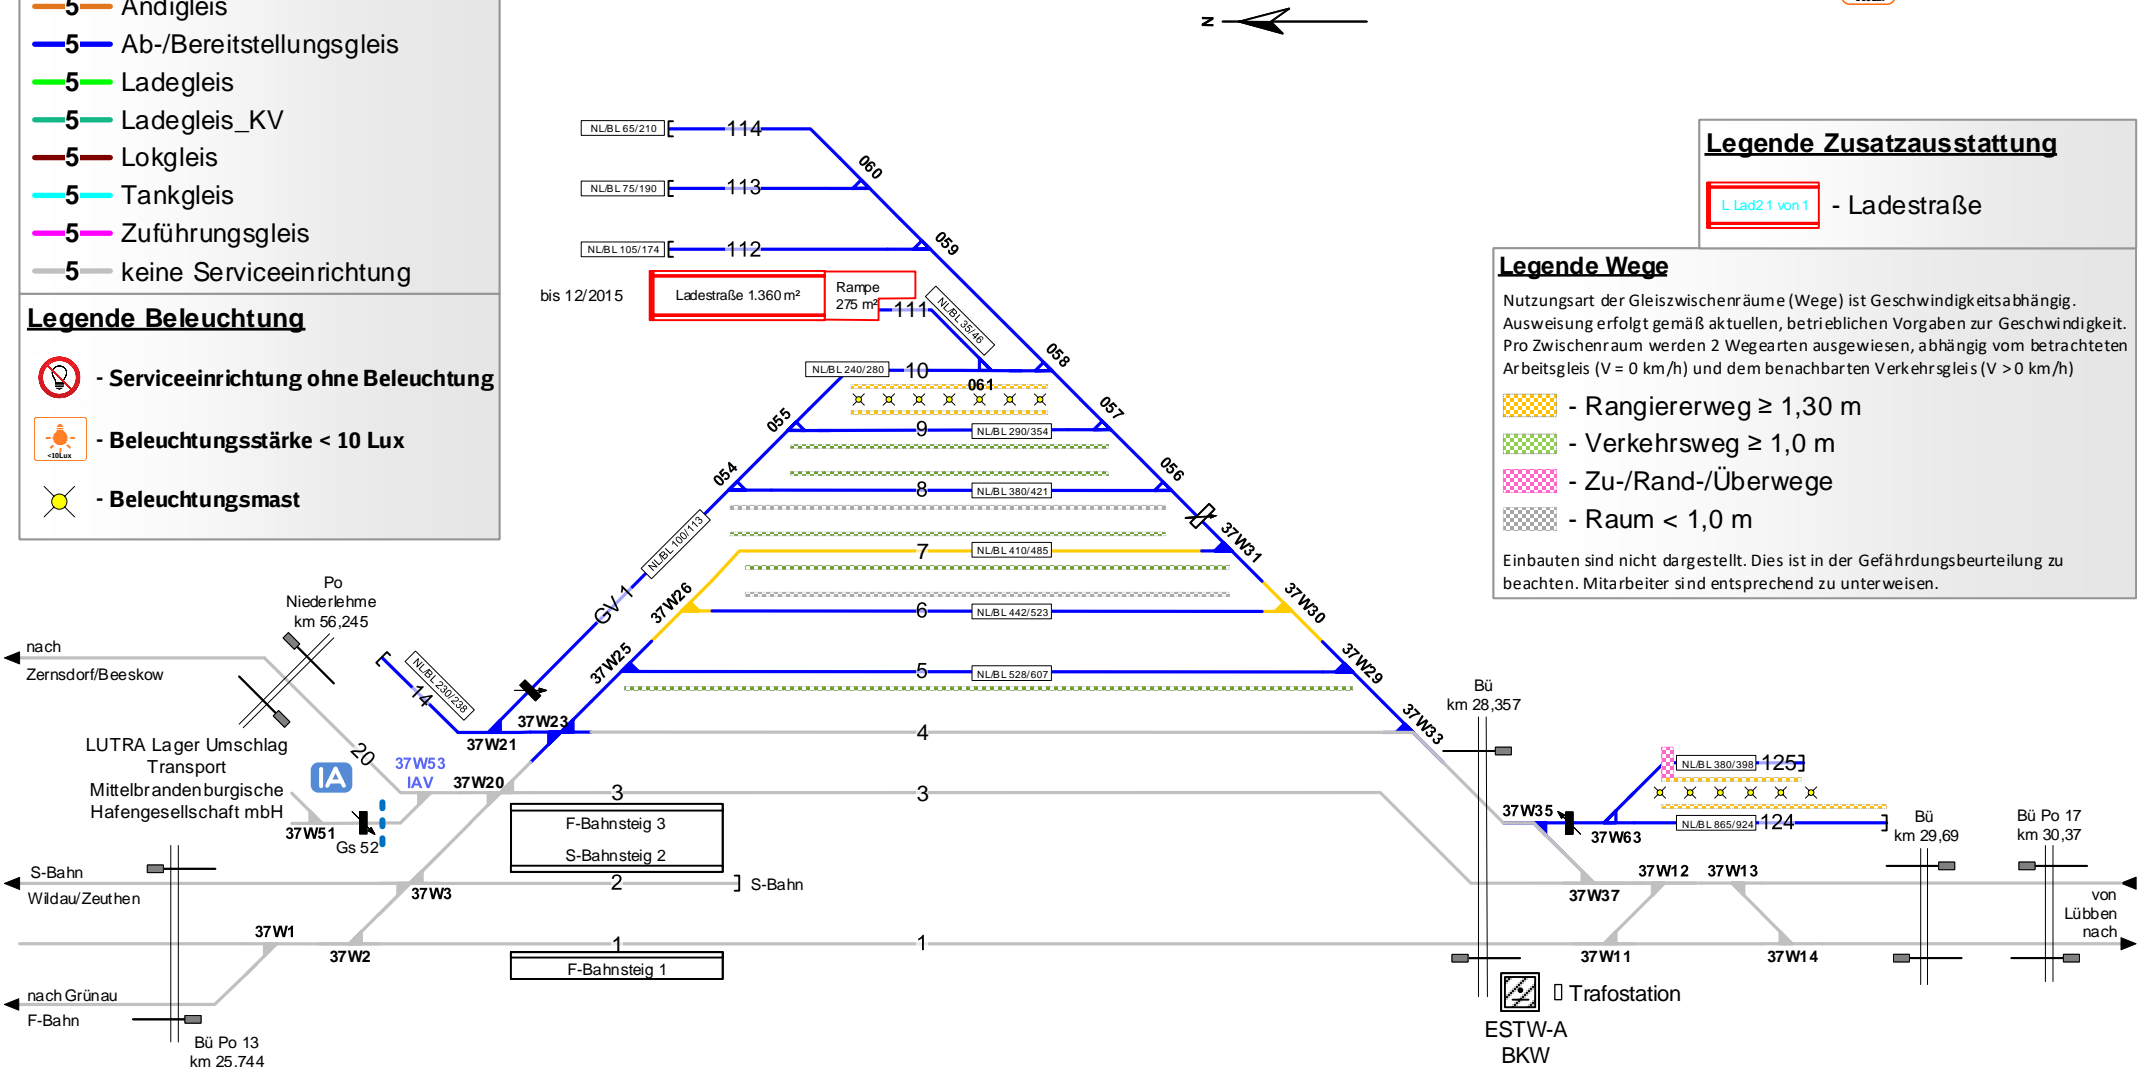 5 Andigleis
5 Ab-/Bereitstellungsgleis
5 Ladegleis
5 Ladegleis_KV
5 Lokgleis
5 Tankgleis
5 Zuführungsgleis
5 keine Serviceeinrichtung
Legende Beleuchtung
- Serviceeinrichtung ohne Beleuchtung
<10Lux
- Beleuchtungsstärke < 10 Lux
- Beleuchtungsmast
N
Legende Zusatzausstattung
L Lad2 1 von 1
- Ladestraße
Legende Wege
Nutzungsart der Gleiszwischenräume (Wege) ist Geschwindigkeitsabhängig.
Ausweisung erfolgt gemäß aktuellen, betrieblichen Vorgaben zur Geschwindigkeit.
Pro Zwischenraum werden 2 Wegearten ausgewiesen, abhängig vom betrachteten
Arbeitsgleis (V = 0 km/h) und dem benachbarten Verkehrsgleis (V > 0 km/h)
- Rangiererweg ≥ 1,30 m
- Verkehrsweg ≥ 1,0 m
- Zu-/Rand-/Überwege
- Raum < 1,0 m
Einbauten sind nicht dargestellt. Dies ist in der Gefährdungsbeurteilung zu
beachten. Mitarbeiter sind entsprechend zu unterweisen.
NL/BL 65/210
114
060
NL/BL 75/190
113
NL/BL 105/174
112
059
bis 12/2015
Ladestraße 1.360 m²
Rampe
275 m²
111
NL/BL 35/46
058
NL/BL 240/280
10
061
055
057
9
NL/BL 290/354
054
056
8
NL/BL 380/421
NL/BL 100/113
GV 1
37W31
7
NL/BL 410/485
37W26
37W30
6
NL/BL 442/523
37W25
37W29
5
NL/BL 528/607
Po
Niederlehme
km 56,245
nach
Zernsdorf/Beeskow
NL/BL 230/238
14
37W23
37W21
4
37W33
Bü
km 28,357
20
LUTRA Lager Umschlag
Transport
Mittelbrandenburgische
Hafengesellschaft mbH
IA
37W53
IAV
37W20
3
3
37W51
Gs 52
F-Bahnsteig 3
S-Bahnsteig 2
NL/BL 380/398
125
37W35
37W63
NL/BL 865/924
124
Bü
km 29,69
Bü Po 17
km 30,37
S-Bahn
Wildau/Zeuthen
37W3
2
S-Bahn
37W12
37W13
37W37
von
Lübben
nach
37W1
37W2
1
1
F-Bahnsteig 1
37W11
37W14
nach Grünau
F-Bahn
Bü Po 13
km 25,744
Trafostation
ESTW-A
BKW